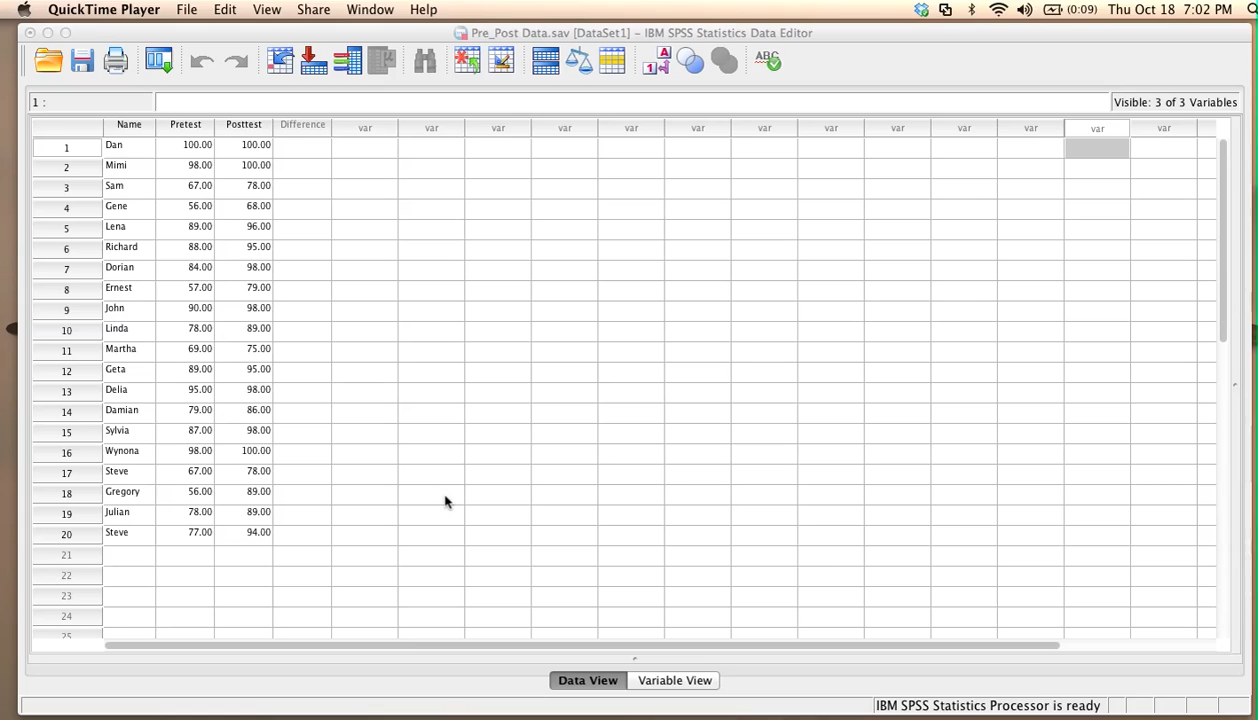 QuickTime Player File Edit View Share Window Help (0:09) Thu Oct 18 7:02 PM
Pre_Post Data.sav [DataSet1] – IBM SPSS Statistics Data Editor
A
1
ABC
1 : Visible: 3 of 3 Variables
Name Pretest Posttest Difference var var var var var var var var var var var var var
1 Dan 100.00 100.00
2 Mimi 98.00 100.00
3 Sam 67.00 78.00
4 Gene 56.00 68.00
5 Lena 89.00 96.00
6 Richard 88.00 95.00
7 Dorian 84.00 98.00
8 Ernest 57.00 79.00
9 John 90.00 98.00
10 Linda 78.00 89.00
11 Martha 69.00 75.00
12 Geta 89.00 95.00
13 Delia 95.00 98.00
14 Damian 79.00 86.00
15 Sylvia 87.00 98.00
16 Wynona 98.00 100.00
17 Steve 67.00 78.00
18 Gregory 56.00 89.00
19 Julian 78.00 89.00
20 Steve 77.00 94.00
21
22
23
24
25
Data View Variable View
IBM SPSS Statistics Processor is ready